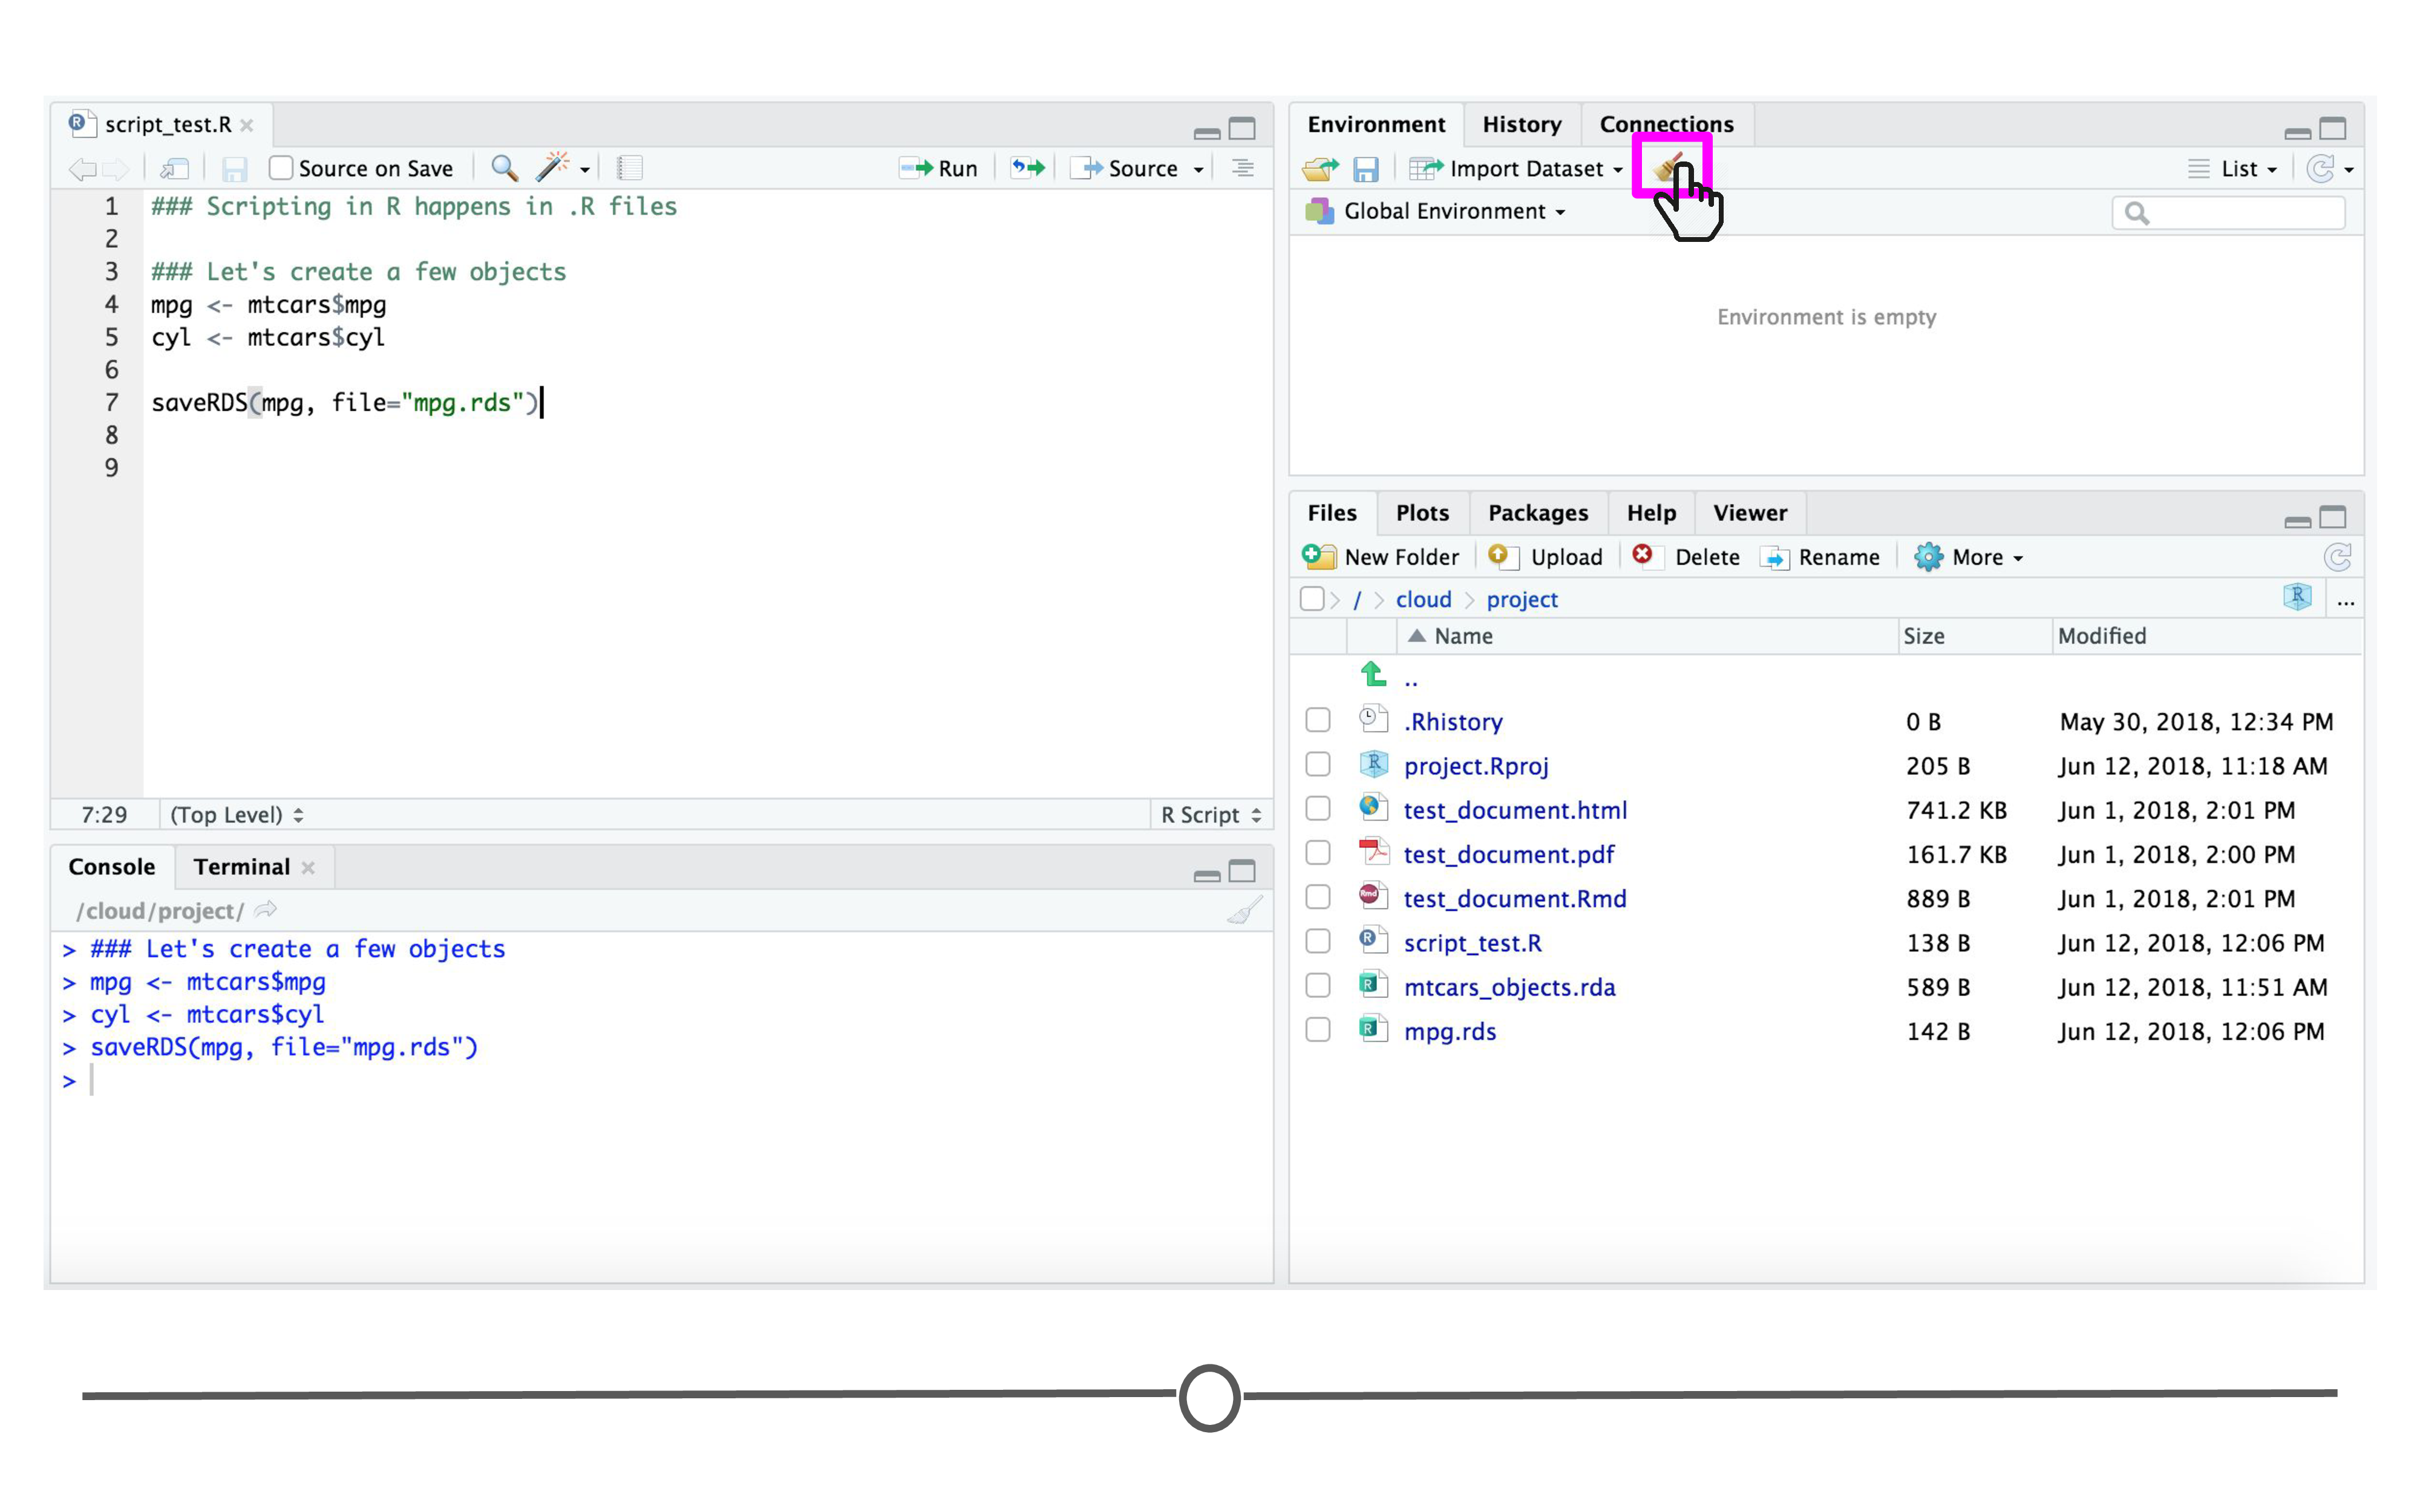 script_test.R
Source on Save
Run
Source
1 ### Scripting in R happens in .R files
2
3 ### Let's create a few objects
4 mpg <- mtcars$mpg
5 cyl <- mtcars$cyl
6
7 saveRDS(mpg, file="mpg.rds")
8
9
7:29 (Top Level) R Script
Console Terminal
/cloud/project/
> ### Let's create a few objects
> mpg <- mtcars$mpg
> cyl <- mtcars$cyl
> saveRDS(mpg, file="mpg.rds")
>
Environment History Connections
Import Dataset List
Global Environment
Environment is empty
Files Plots Packages Help Viewer
New Folder Upload Delete Rename More
/ > cloud > project ...
Name Size Modified
..
.Rhistory 0 B May 30, 2018, 12:34 PM
project.Rproj 205 B Jun 12, 2018, 11:18 AM
test_document.html 741.2 KB Jun 1, 2018, 2:01 PM
test_document.pdf 161.7 KB Jun 1, 2018, 2:00 PM
test_document.Rmd 889 B Jun 1, 2018, 2:01 PM
script_test.R 138 B Jun 12, 2018, 12:06 PM
mtcars_objects.rda 589 B Jun 12, 2018, 11:51 AM
mpg.rds 142 B Jun 12, 2018, 12:06 PM